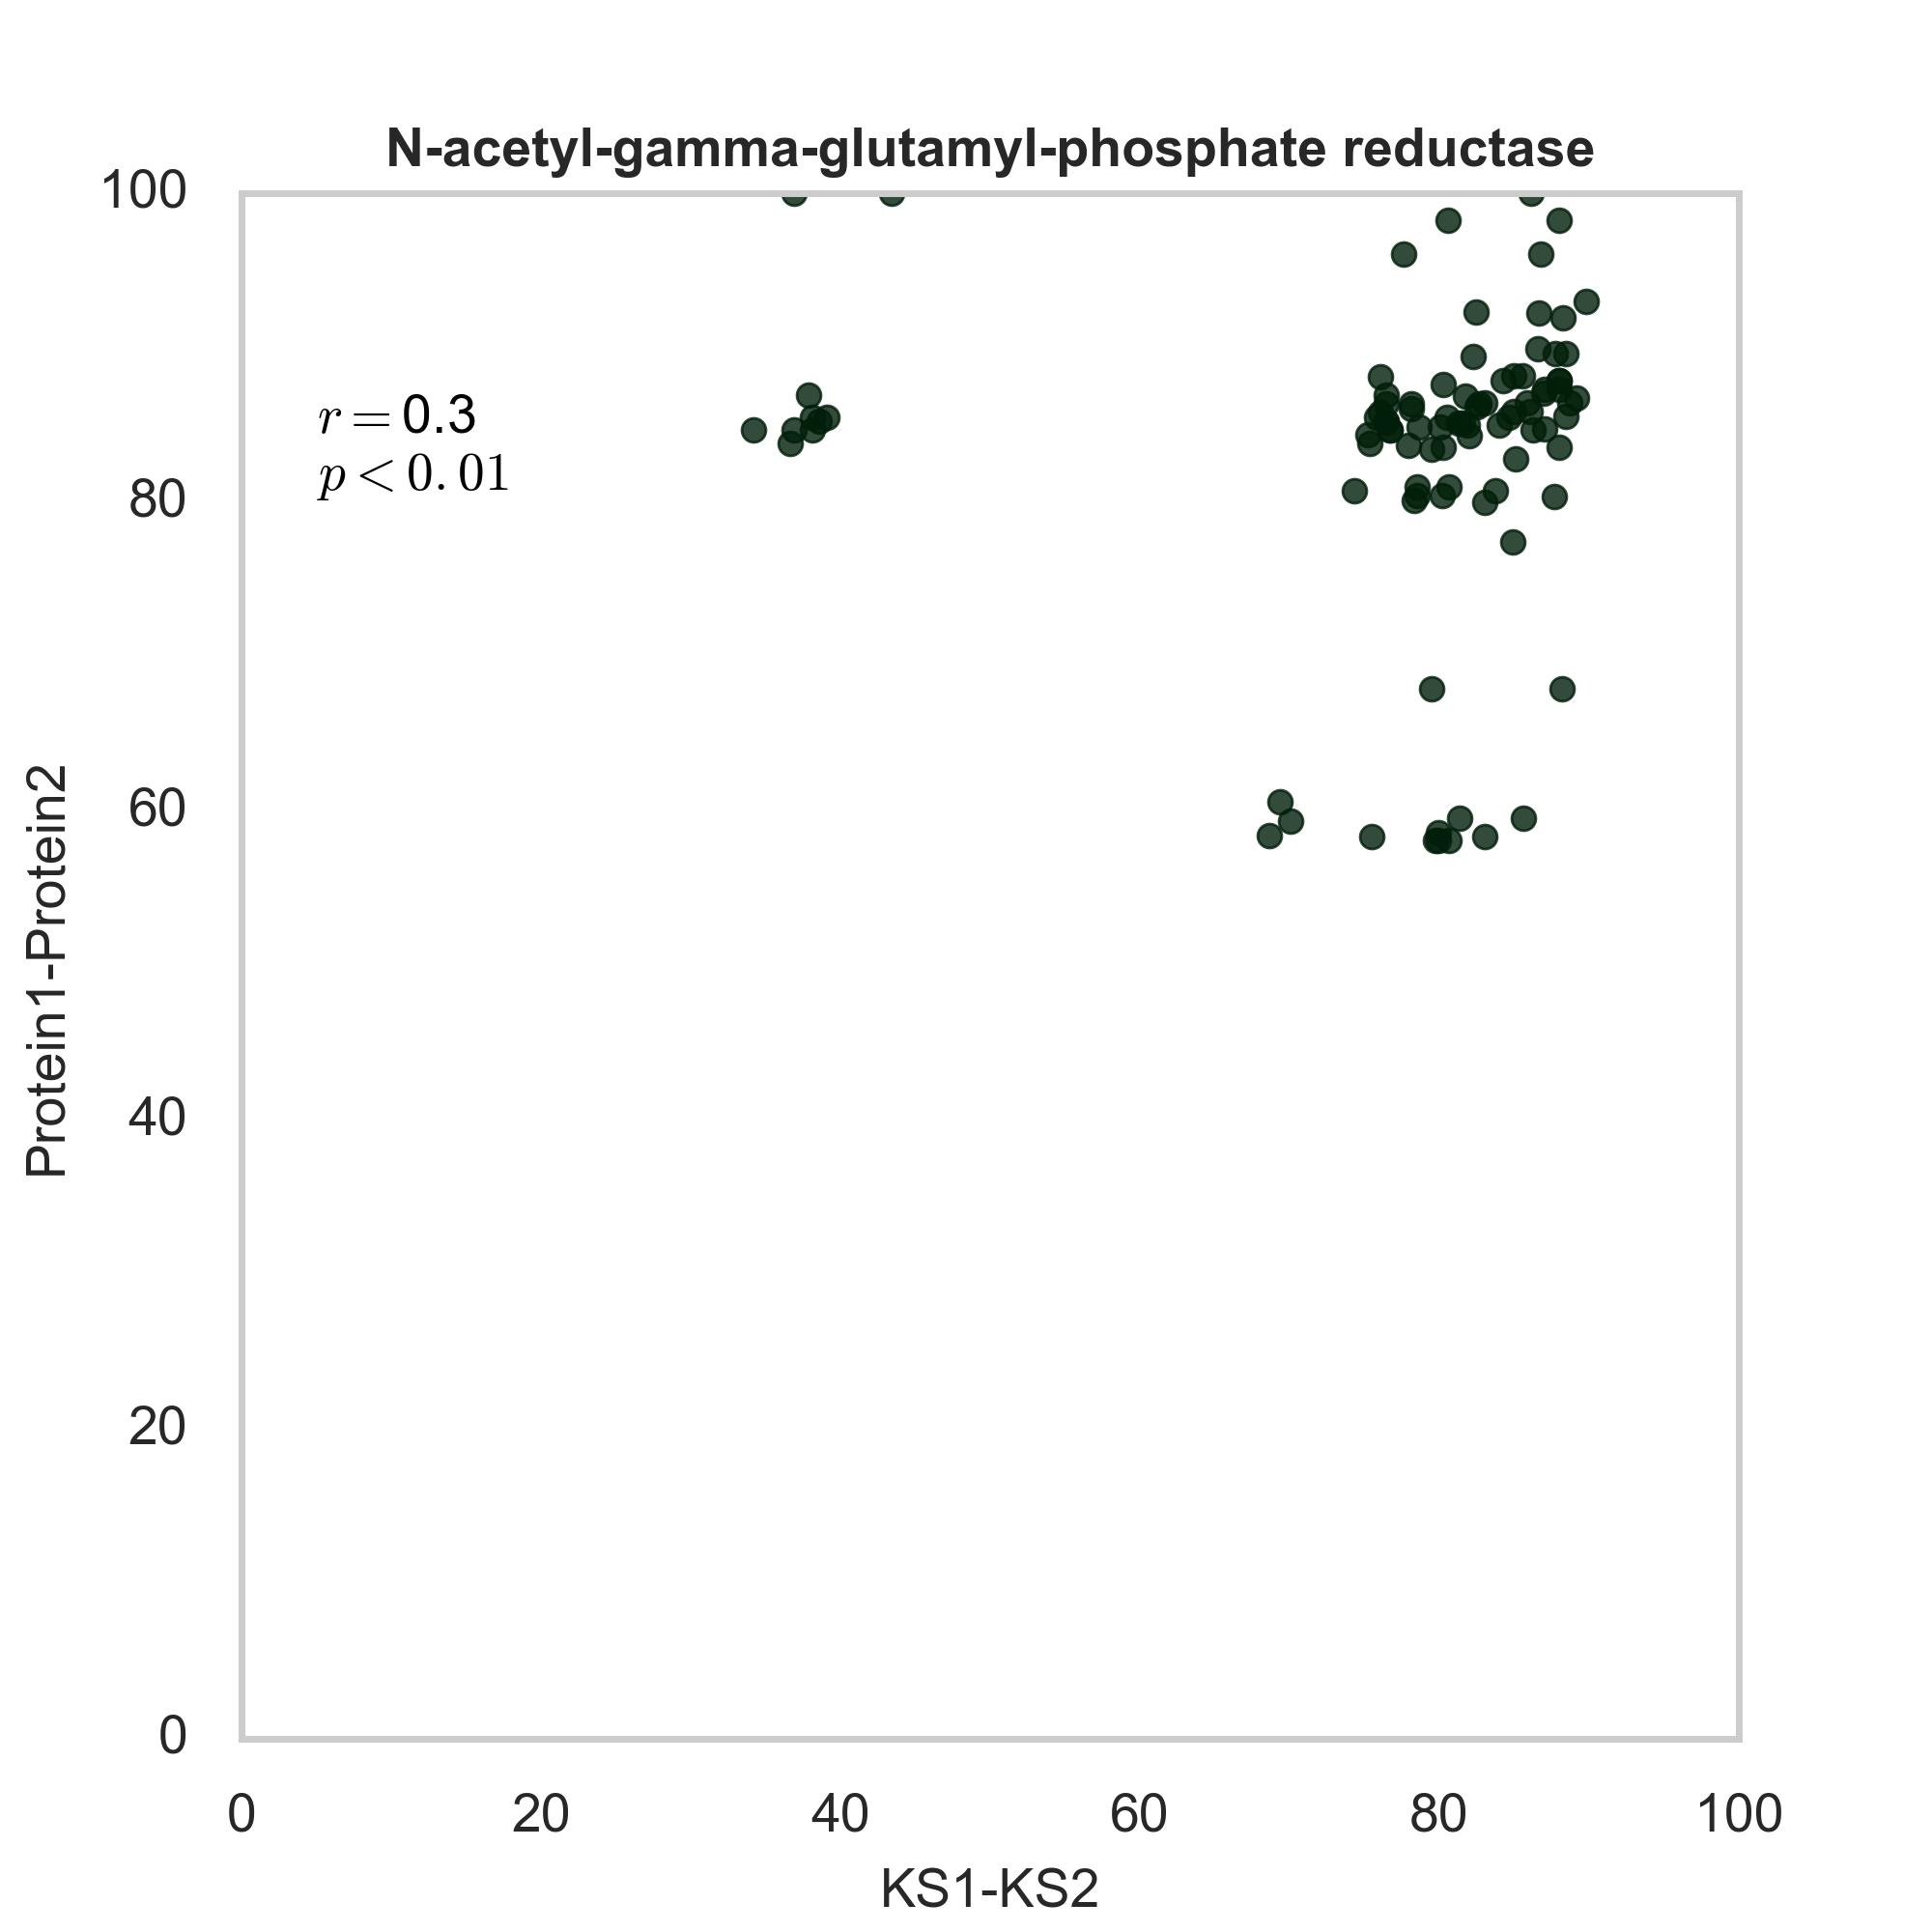 N-acetyl-gamma-glutamyl-phosphate reductase
100
80
60
40
20
0
r = 0.3
p < 0.01
Protein1-Protein2
0 20 40 60 80 100
KS1-KS2